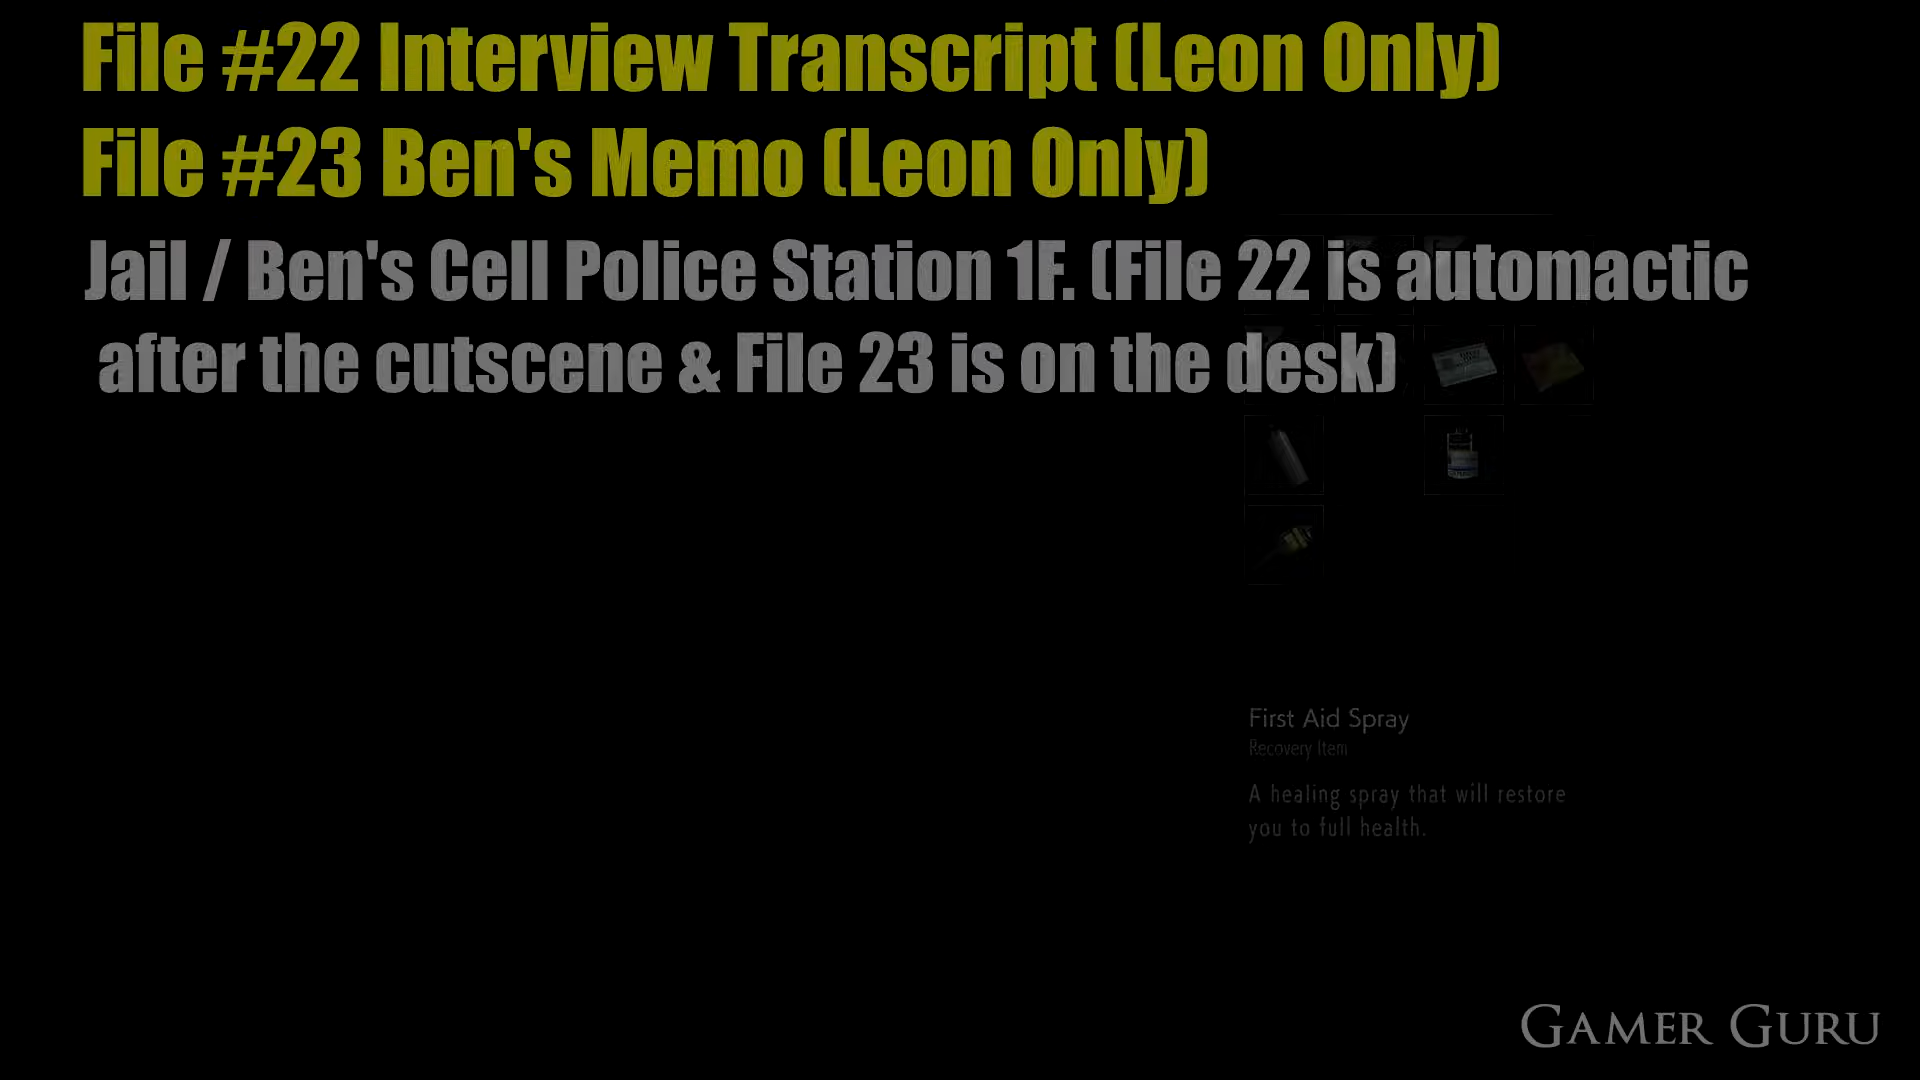 File #22 Interview Transcript (Leon Only)
File #23 Ben's Memo (Leon Only)
Jail / Ben's Cell Police Station 1F. (File 22 is automactic
after the cutscene & File 23 is on the desk)
First Aid Spray
Recovery Item
A healing spray that will restore
you to full health.
GAMER GURU